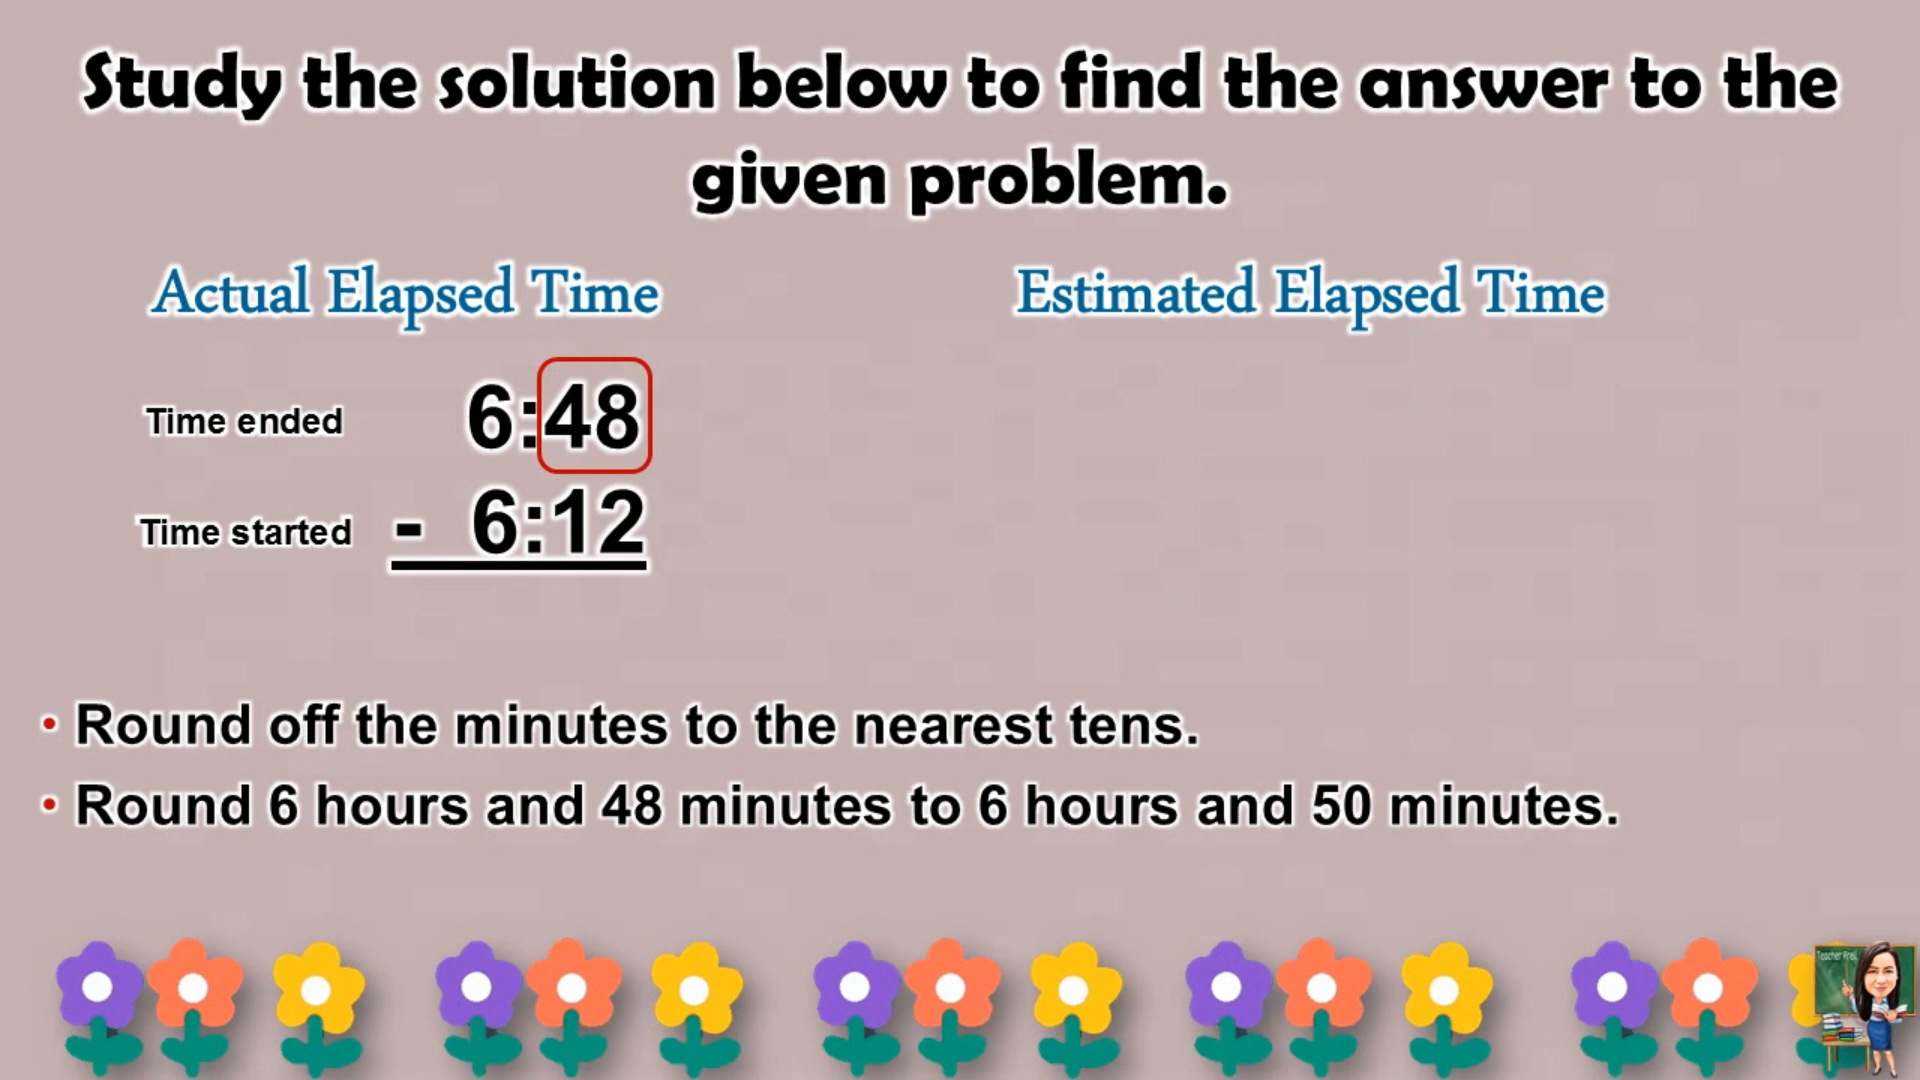 Study the solution below to find the answer to the
given problem.
Actual Elapsed Time
Estimated Elapsed Time
Time ended 6:48
Time started - 6:12
• Round off the minutes to the nearest tens.
• Round 6 hours and 48 minutes to 6 hours and 50 minutes.
Teacher